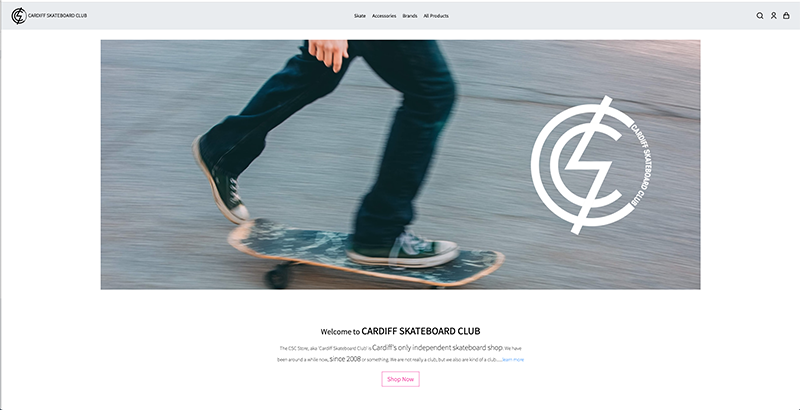 CARDIFF SKATEBOARD CLUB
Skate Accessories Brands All Products
CARDIFF SKATEBOARD CLUB
Welcome to CARDIFF SKATEBOARD CLUB
The CSC Store, aka 'Cardiff Skateboard Club' is Cardiff's only independent skateboard shop. We have
been around a while now, since 2008 or something. We are not really a club, but we also are kind of a club.....learn more
Shop Now